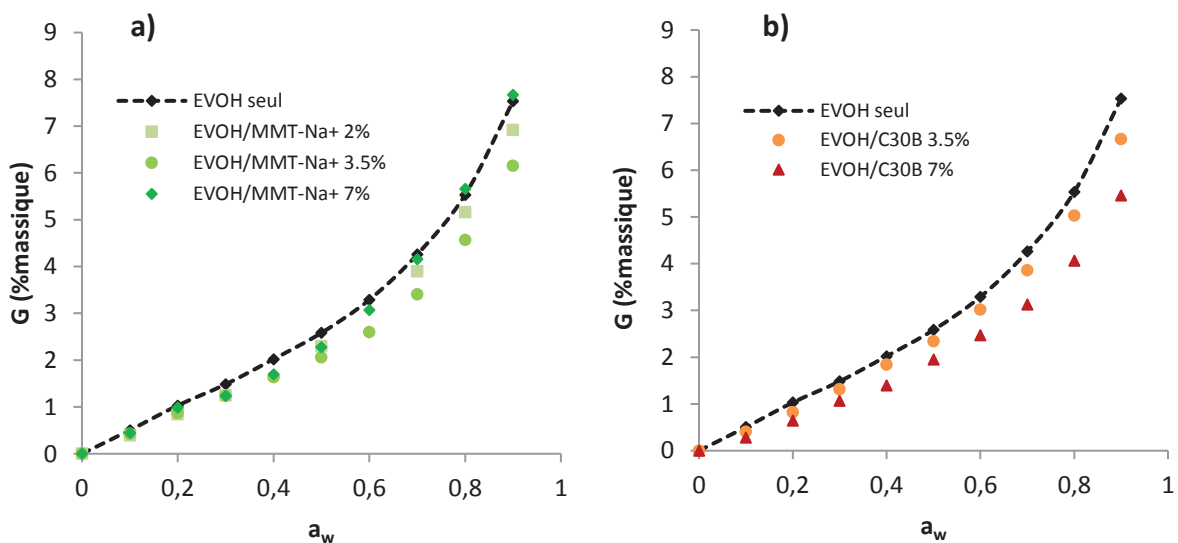 a)
G (%massique)
9
8
7
6
5
4
3
2
1
0
EVOH seul
EVOH/MMT-Na+ 2%
EVOH/MMT-Na+ 3.5%
EVOH/MMT-Na+ 7%
0 0,2 0,4 0,6 0,8 1
aw
b)
G (%massique)
9
8
7
6
5
4
3
2
1
0
EVOH seul
EVOH/C30B 3.5%
EVOH/C30B 7%
0 0,2 0,4 0,6 0,8 1
aw